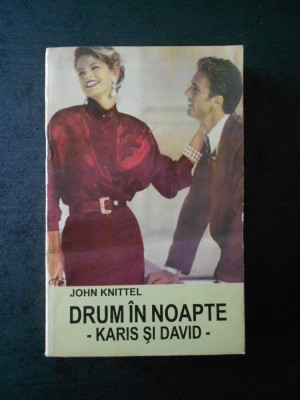 JOHN KNITTEL
DRUM ÎN NOAPTE
- KARIS ŞI DAVID -